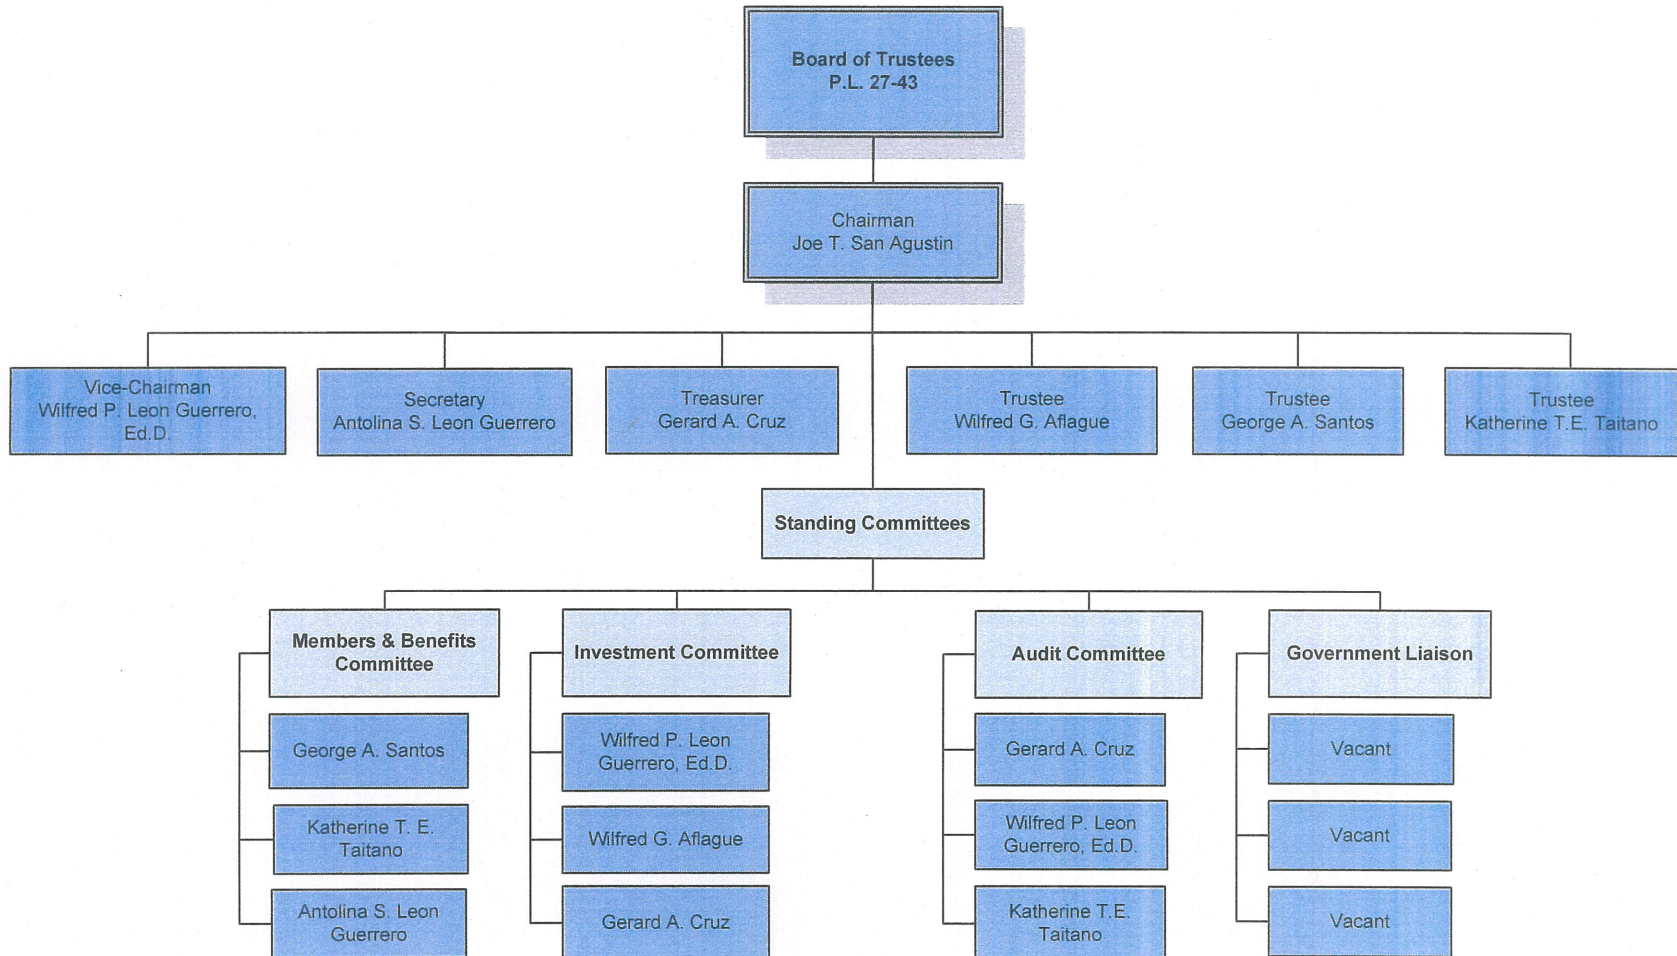 Board of Trustees
P.L. 27-43
Chairman
Joe T. San Agustin
Vice-Chairman
Wilfred P. Leon Guerrero,
Ed.D.
Secretary
Antolina S. Leon Guerrero
Treasurer
Gerard A. Cruz
Trustee
Wilfred G. Aflague
Trustee
George A. Santos
Trustee
Katherine T.E. Taitano
Standing Committees
Members & Benefits
Committee
George A. Santos
Katherine T. E.
Taitano
Antolina S. Leon
Guerrero
Investment Committee
Wilfred P. Leon
Guerrero, Ed.D.
Wilfred G. Aflague
Gerard A. Cruz
Audit Committee
Gerard A. Cruz
Wilfred P. Leon
Guerrero, Ed.D.
Katherine T.E.
Taitano
Government Liaison
Vacant
Vacant
Vacant